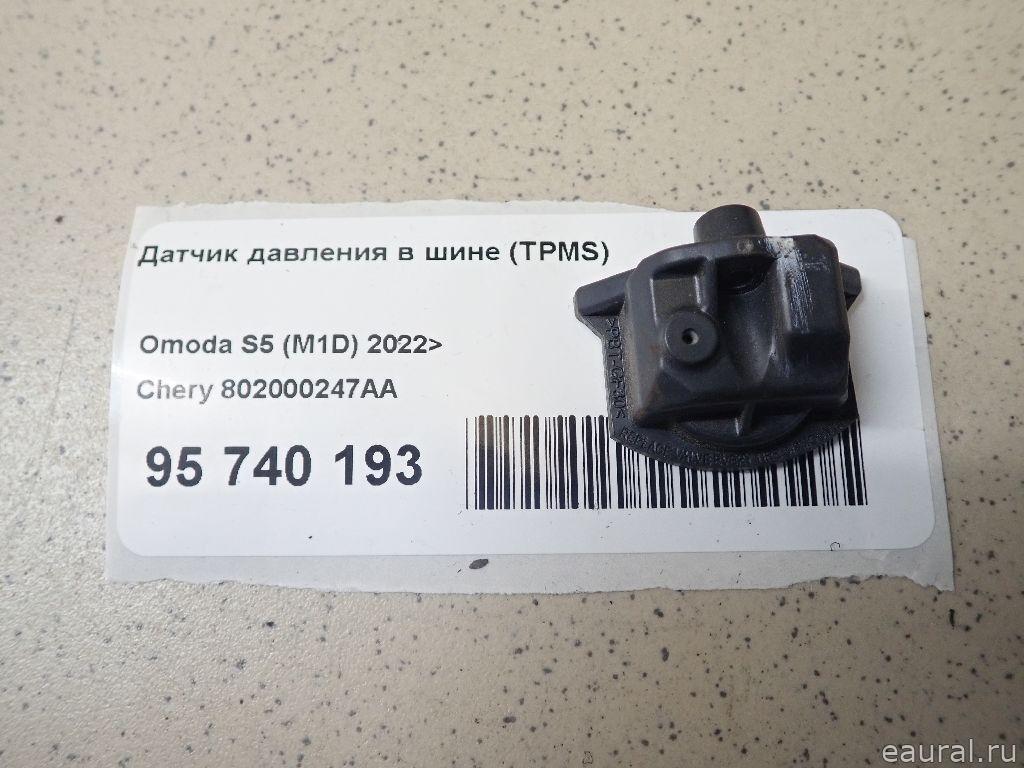 Датчик давления в шине (TPMS)
Omoda S5 (M1D) 2022>
Chery 802000247AA
95 740 193
eaural.ru